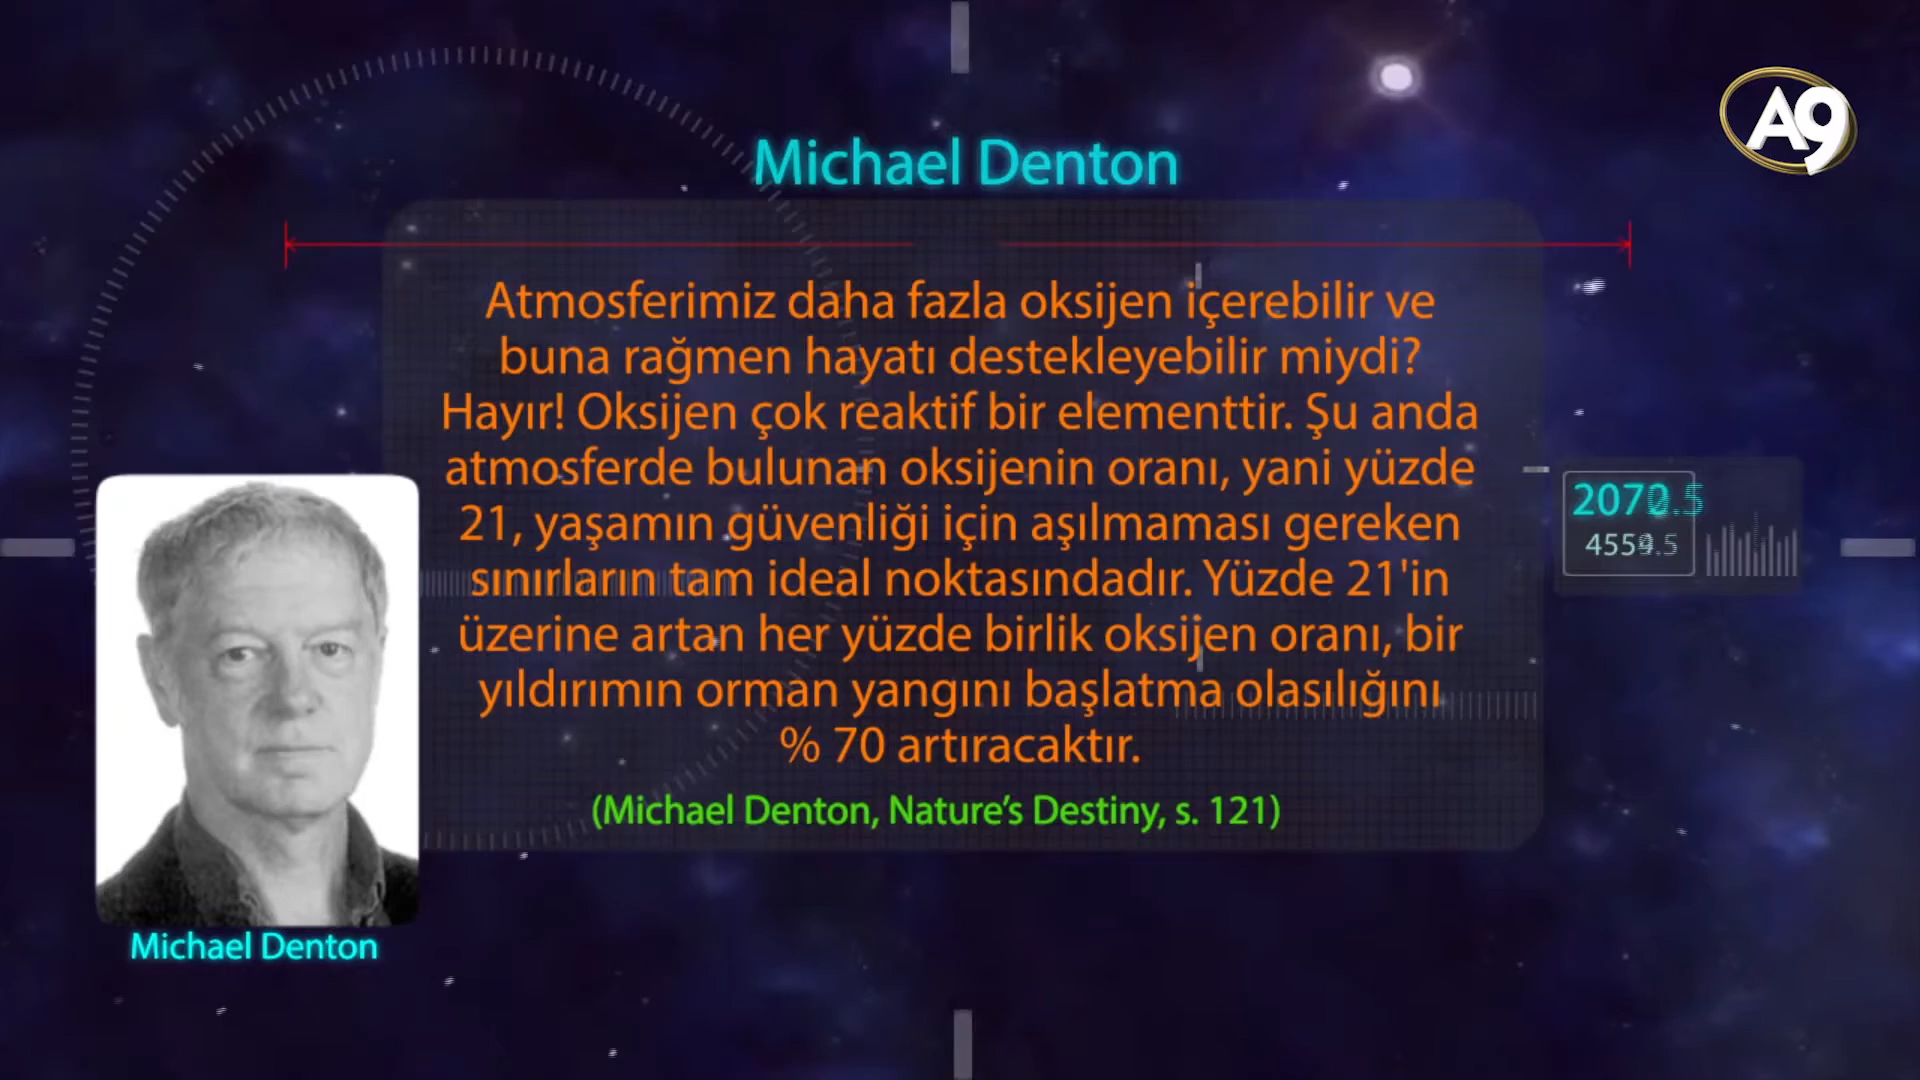 A9
Michael Denton
Atmosferimiz daha fazla oksijen içerebilir ve
buna rağmen hayatı destekleyebilir miydi?
Hayır! Oksijen çok reaktif bir elementtir. Şu anda
atmosferde bulunan oksijenin oranı, yani yüzde
21, yaşamın güvenliği için aşılmaması gereken
sınırların tam ideal noktasındadır. Yüzde 21'in
üzerine artan her yüzde birlik oksijen oranı, bir
yıldırımın orman yangını başlatma olasılığını
% 70 artıracaktır.
(Michael Denton, Nature’s Destiny, s. 121)
Michael Denton